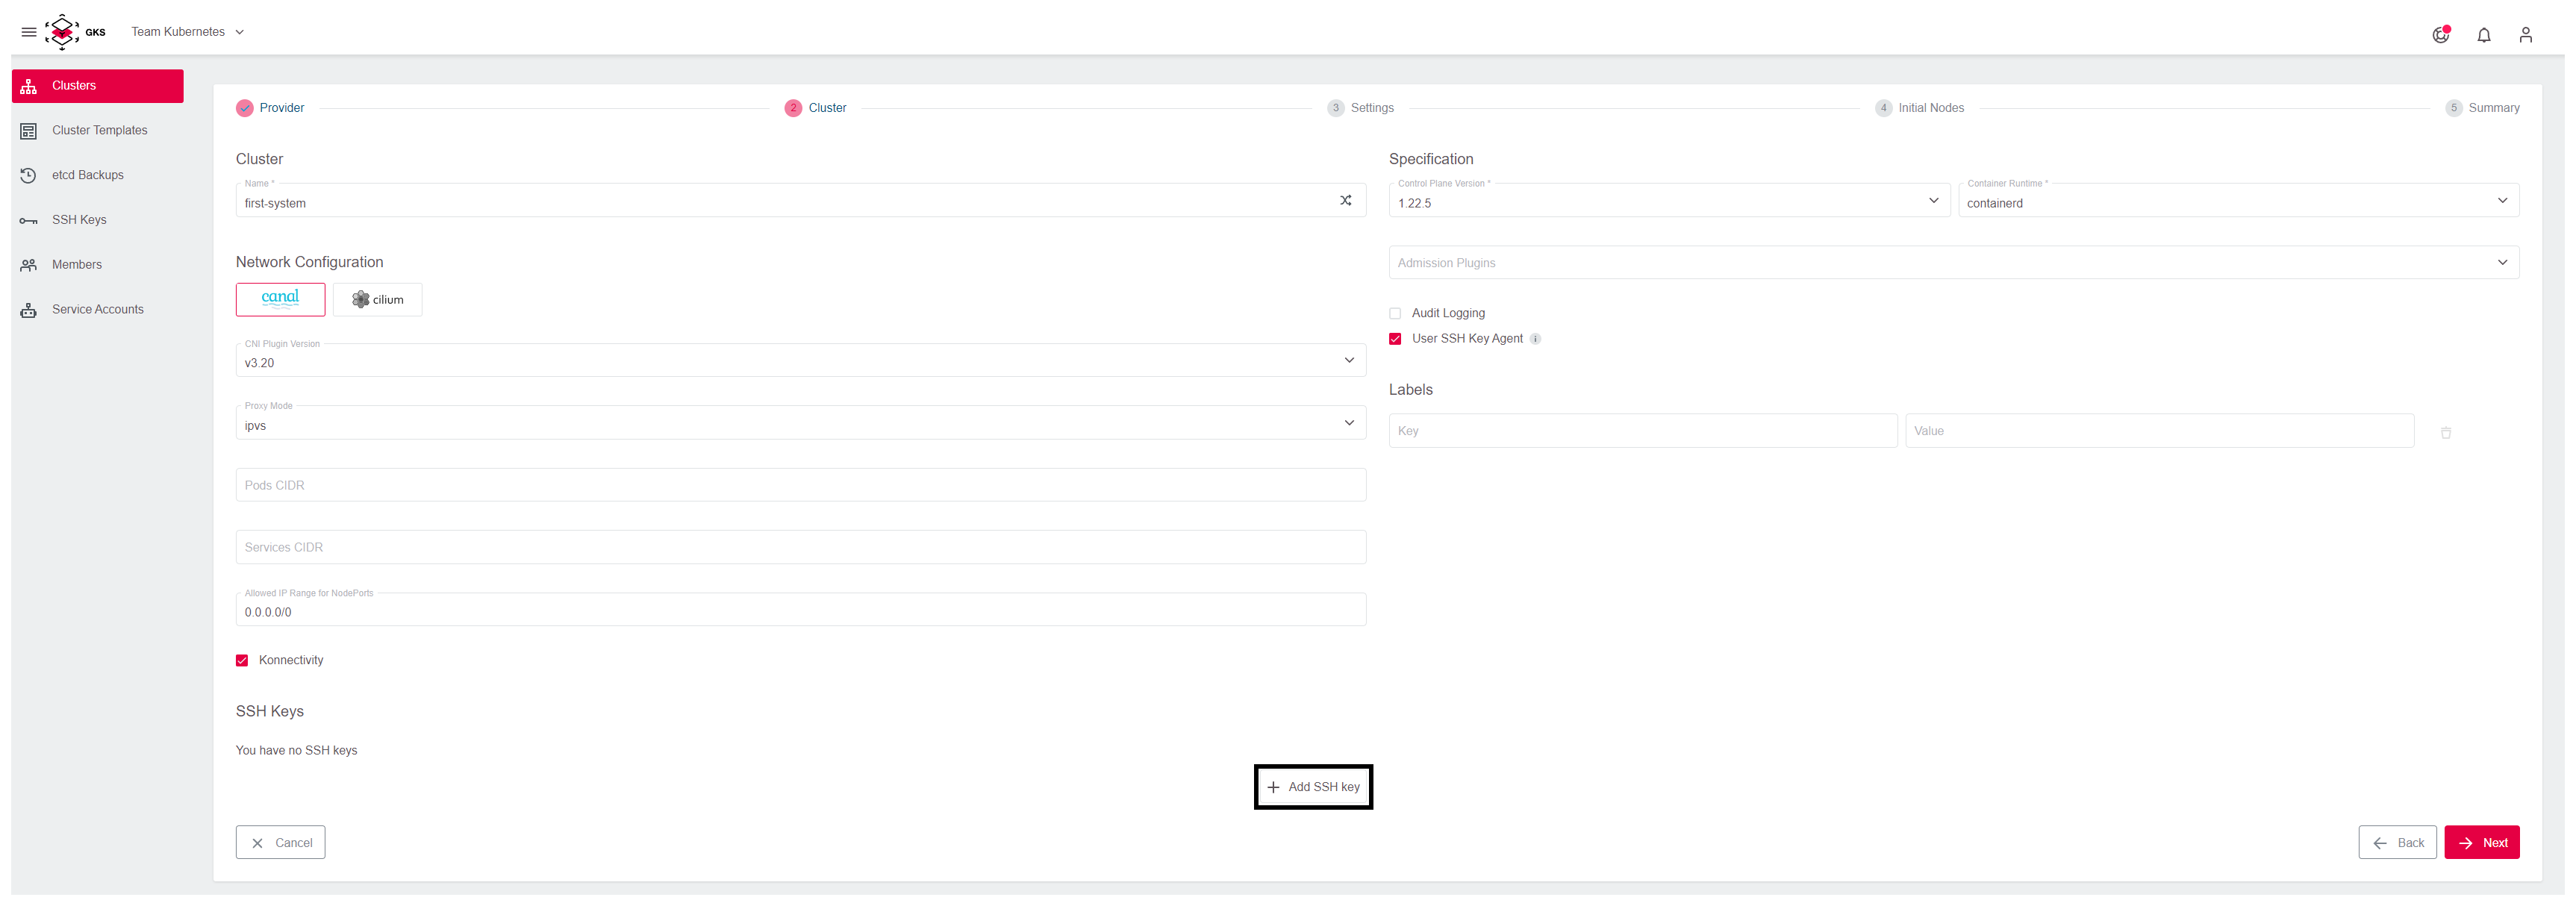 GKS
Team Kubernetes
Clusters
Cluster Templates
etcd Backups
SSH Keys
Members
Service Accounts
Provider
2 Cluster
3 Settings
4 Initial Nodes
5 Summary
Cluster
Name *
first-system
Network Configuration
canal
cilium
CNI Plugin Version
v3.20
Proxy Mode
ipvs
Pods CIDR
Services CIDR
Allowed IP Range for NodePorts
0.0.0.0/0
Konnectivity
SSH Keys
You have no SSH keys
Add SSH key
Specification
Control Plane Version *
1.22.5
Container Runtime *
containerd
Admission Plugins
Audit Logging
User SSH Key Agent
Labels
Key
Value
Cancel
Back
Next